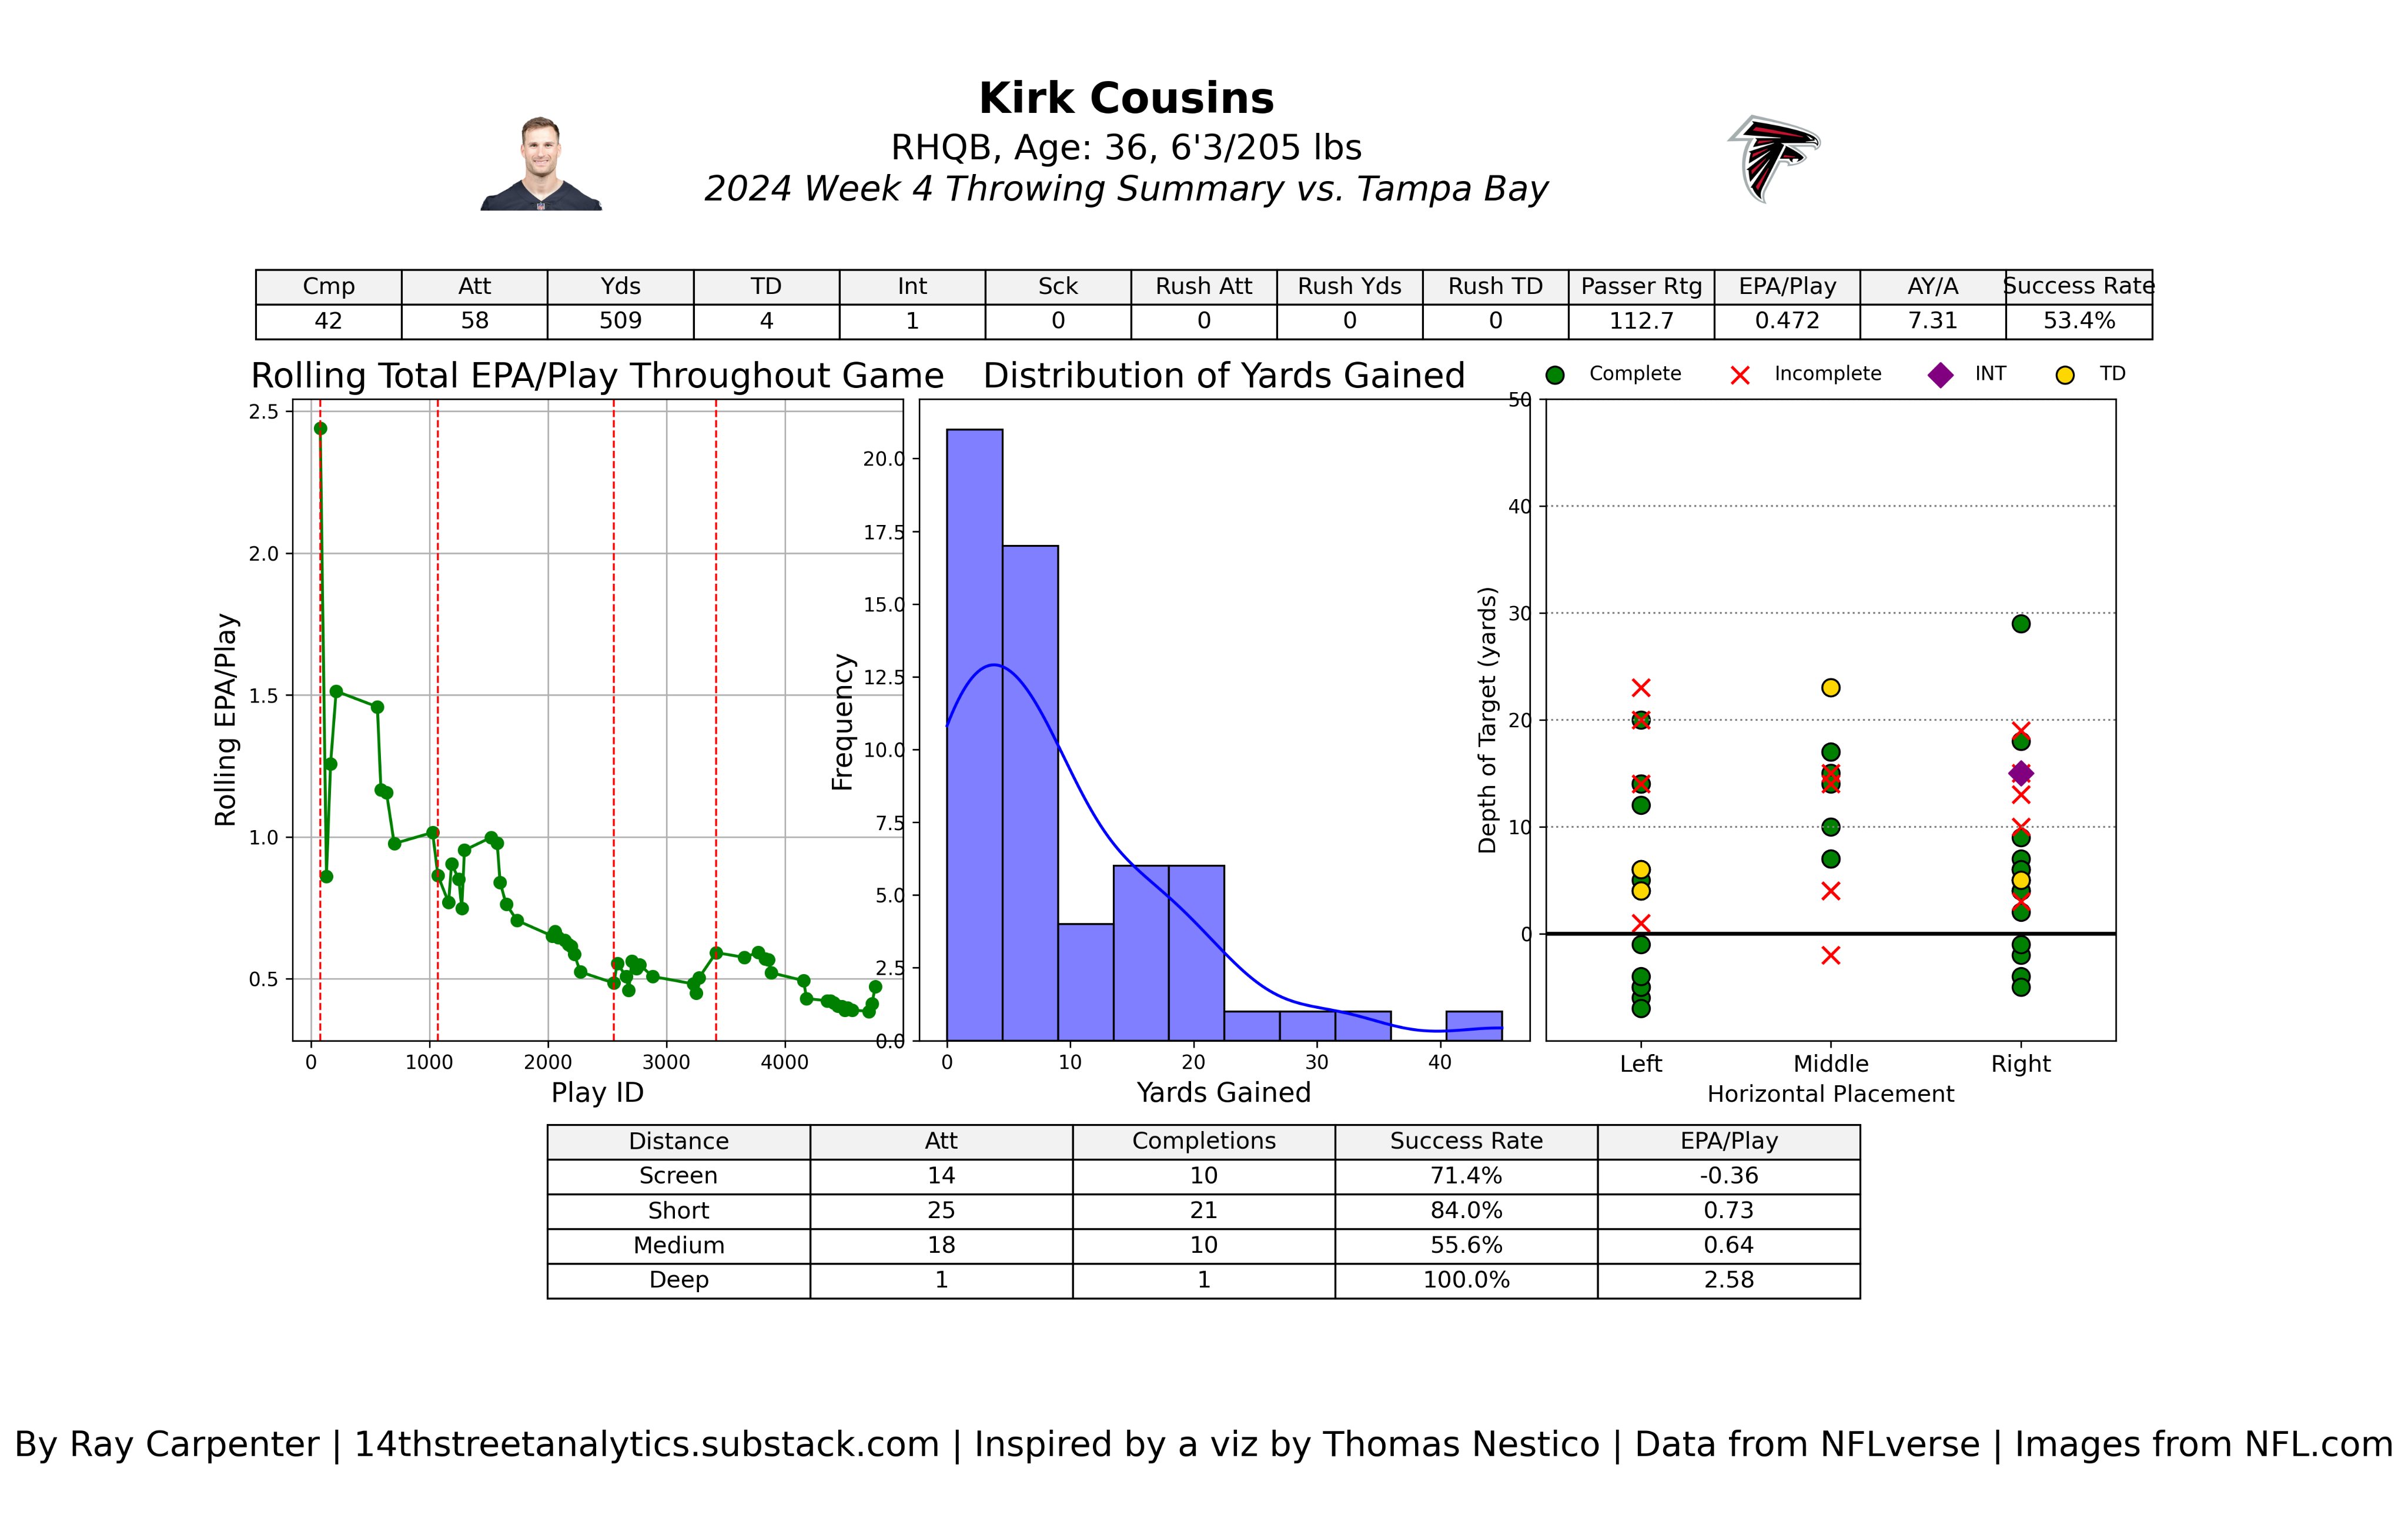 Kirk Cousins
RHQB, Age: 36, 6'3/205 lbs
2024 Week 4 Throwing Summary vs. Tampa Bay
Cmp Att Yds TD Int Sck Rush Att Rush Yds Rush TD Passer Rtg EPA/Play AY/A Success Rate
42 58 509 4 1 0 0 0 0 112.7 0.472 7.31 53.4%
Rolling Total EPA/Play Throughout Game
2.5
2.0
1.5
1.0
0.5
Rolling EPA/Play
0 1000 2000 3000 4000
Play ID
Distribution of Yards Gained
20.0
17.5
15.0
12.5
10.0
7.5
5.0
2.5
0.0
Frequency
0 10 20 30 40
Yards Gained
Complete Incomplete INT TD
50
40
30
20
10
0
Depth of Target (yards)
Left Middle Right
Horizontal Placement
Distance Att Completions Success Rate EPA/Play
Screen 14 10 71.4% -0.36
Short 25 21 84.0% 0.73
Medium 18 10 55.6% 0.64
Deep 1 1 100.0% 2.58
By Ray Carpenter | 14thstreetanalytics.substack.com | Inspired by a viz by Thomas Nestico | Data from NFLverse | Images from NFL.com